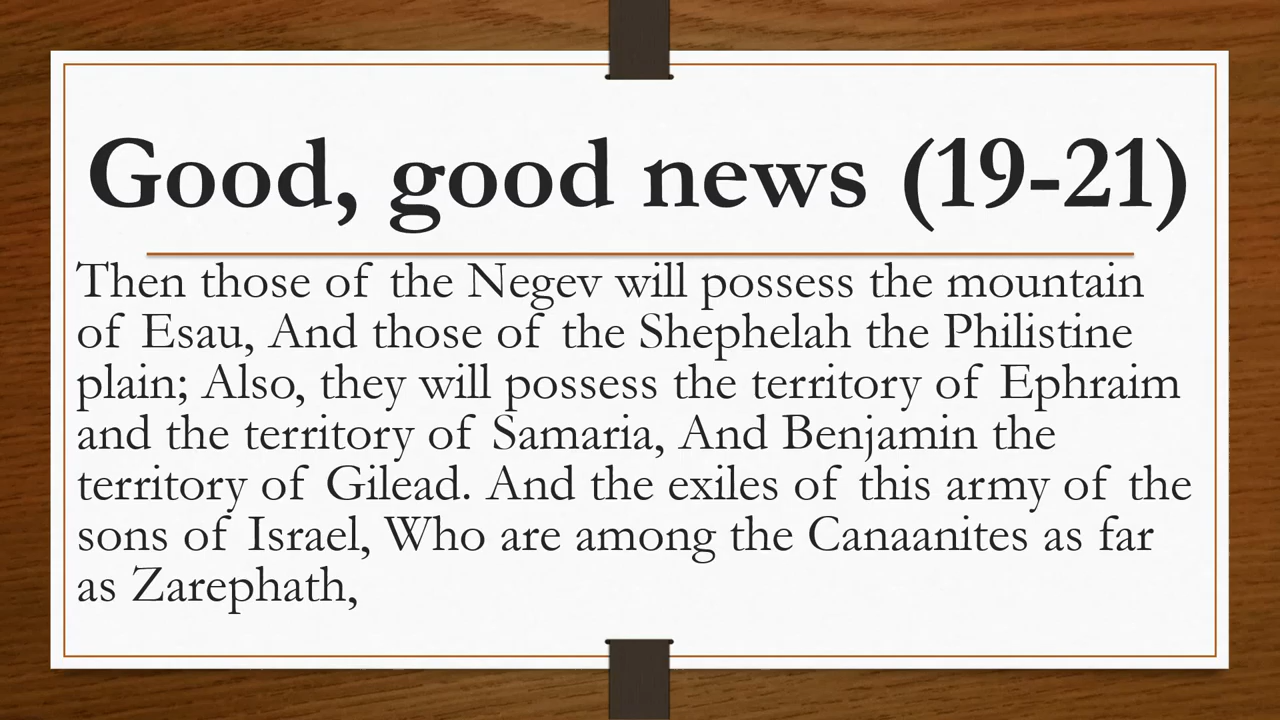 Good, good news (19-21)
Then those of the Negev will possess the mountain
of Esau, And those of the Shephelah the Philistine
plain; Also, they will possess the territory of Ephraim
and the territory of Samaria, And Benjamin the
territory of Gilead. And the exiles of this army of the
sons of Israel, Who are among the Canaanites as far
as Zarephath,